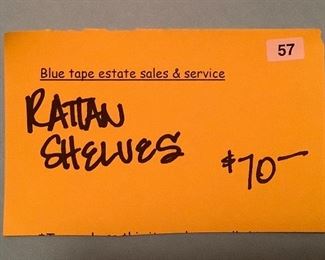 57
Blue tape estate sales & service
RATTAN
SHELVES
$70—